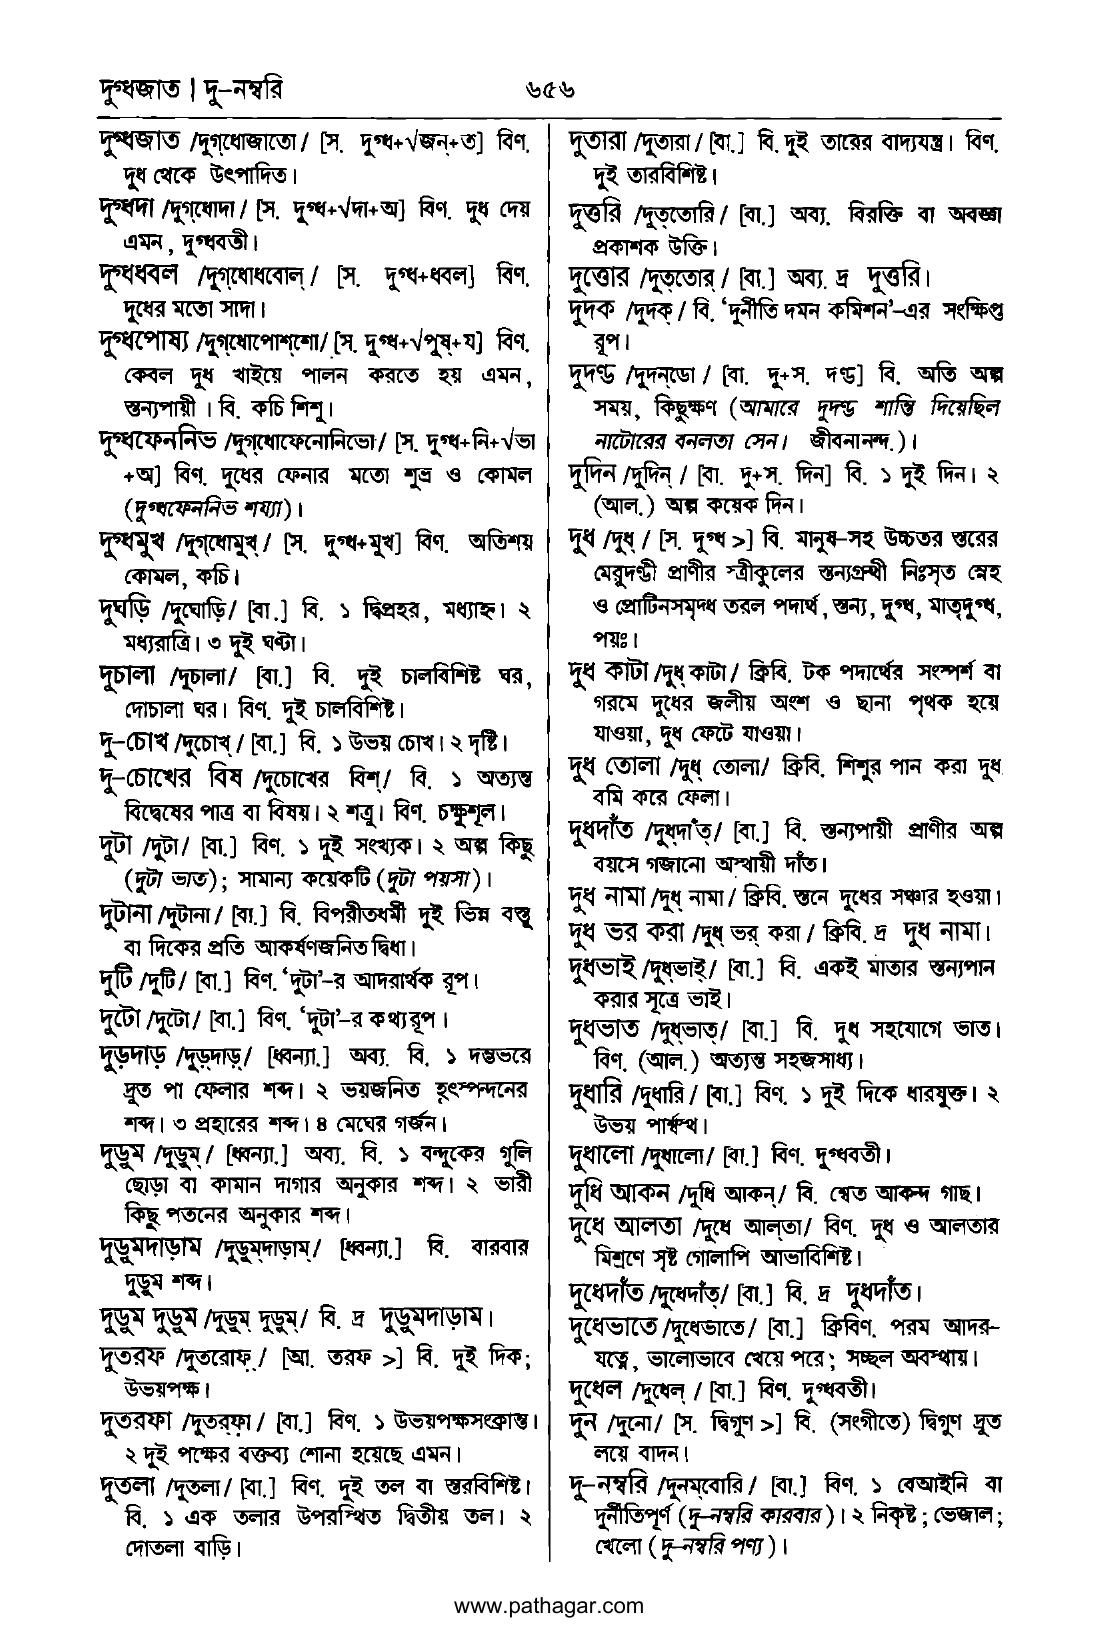 দুগ্ধজাত | দু-নম্বরি
৬৫৬
দুগ্ধজাত /দুগ্‌ধোজাতো/ [স. দুগ্ধ+√জন্‌+ত] বিণ.
দুধ থেকে উৎপাদিত।
দুগ্ধদা /দুগ্‌ধোদা/ [স. দুগ্ধ+√দা+অ] বিণ. দুধ দেয়
এমন, দুগ্ধবতী।
দুগ্ধধবল /দুগ্‌ধোধবোল্‌/ [স. দুগ্ধ+ধবল] বিণ.
দুধের মতো সাদা।
দুগ্ধপোষ্য /দুগ্‌ধোপোশ্‌শো/ [স. দুগ্ধ+√পুষ্‌+য] বিণ.
কেবল দুধ খাইয়ে পালন করতে হয় এমন,
স্তন্যপায়ী। বি. কচি শিশু।
দুগ্ধফেননিভ /দুগ্‌ধোফেনোনিভো/ [স. দুগ্ধ+নি+√ভা
+অ] বিণ. দুধের ফেনার মতো শুভ্র ও কোমল
(দুগ্ধফেননিভ শয্যা)।
দুগ্ধমুখ /দুগ্‌ধোমুখ্‌/ [স. দুগ্ধ+মুখ] বিণ. অতিশয়
কোমল, কচি।
দুঘড়ি /দুঘোড়ি/ [বা.] বি. ১ দ্বিপ্রহর, মধ্যাহ্ন। ২
মধ্যরাত্রি। ৩ দুই ঘণ্টা।
দুচালা /দুচালা/ [বা.] বি. দুই চালবিশিষ্ট ঘর,
দোচালা ঘর। বিণ. দুই চালবিশিষ্ট।
দু-চোখ /দুচোখ্‌/ [বা.] বি. ১ উভয় চোখ। ২ দৃষ্টি।
দু-চোখের বিষ /দুচোখের বিশ্‌/ বি. ১ অত্যন্ত
বিদ্বেষের পাত্র বা বিষয়। ২ শত্রু। বিণ. চক্ষুশূল।
দুটা /দুটা/ [বা.] বিণ. ১ দুই সংখ্যক। ২ অল্প কিছু
(দুটা ভাত); সামান্য কয়েকটি (দুটা পয়সা)।
দুটানা /দুটানা/ [বা.] বি. বিপরীতধর্মী দুই ভিন্ন বস্তু
বা দিকের প্রতি আকর্ষণজনিত দ্বিধা।
দুটি /দুটি/ [বা.] বিণ. ‘দুটা’-র আদরার্থক রূপ।
দুটো /দুটো/ [বা.] বিণ. ‘দুটা’-র কথ্যরূপ।
দুড়দাড় /দুড়্‌দাড়্‌/ [ধ্বন্যা.] অব্য. বি. ১ দম্ভভরে
দ্রুত পা ফেলার শব্দ। ২ ভয়জনিত হৃৎস্পন্দনের
শব্দ। ৩ প্রহারের শব্দ। ৪ মেঘের গর্জন।
দুড়ুম /দুড়ুম্‌/ [ধ্বন্যা.] অব্য. বি. ১ বন্দুকের গুলি
ছোড়া বা কামান দাগার অনুকার শব্দ। ২ ভারী
কিছু পতনের অনুকার শব্দ।
দুড়ুমদাড়াম /দুড়ুম্‌দাড়াম্‌/ [ধ্বন্যা.] বি. বারবার
দুড়ুম শব্দ।
দুড়ুম দুড়ুম /দুড়ুম্‌ দুড়ুম্‌/ বি. দ্র দুড়ুমদাড়াম।
দুতরফ /দুতরোফ্‌/ [আ. তরফ >] বি. দুই দিক;
উভয়পক্ষ।
দুতরফা /দুতর্‌ফা/ [বা.] বিণ. ১ উভয়পক্ষসংক্রান্ত।
২ দুই পক্ষের বক্তব্য শোনা হয়েছে এমন।
দুতলা /দুতলা/ [বা.] বিণ. দুই তল বা স্তরবিশিষ্ট।
বি. ১ এক তলার উপরস্থিত দ্বিতীয় তল। ২
দোতলা বাড়ি।
দুতারা /দুতারা/ [বা.] বি. দুই তারের বাদ্যযন্ত্র। বিণ.
দুই তারবিশিষ্ট।
দুত্তরি /দুত্‌তোরি/ [বা.] অব্য. বিরক্তি বা অবজ্ঞা
প্রকাশক উক্তি।
দুত্তোর /দুত্‌তোর্‌/ [বা.] অব্য. দ্র দুত্তরি।
দুদক /দুদক্‌/ বি. ‘দুর্নীতি দমন কমিশন’-এর সংক্ষিপ্ত
রূপ।
দুদণ্ড /দুদন্‌ডো/ [বা. দু+স. দণ্ড] বি. অতি অল্প
সময়, কিছুক্ষণ (আমারে দুদণ্ড শান্তি দিয়েছিল
নাটোরের বনলতা সেন। জীবনানন্দ.)।
দুদিন /দুদিন্‌/ [বা. দু+স. দিন] বি. ১ দুই দিন। ২
(আল.) অল্প কয়েক দিন।
দুধ /দুধ্‌/ [স. দুগ্ধ >] বি. মানুষ-সহ উচ্চতর স্তরের
মেরুদণ্ডী প্রাণীর স্ত্রীকুলের স্তন্যগ্রন্থী নিঃসৃত স্নেহ
ও প্রোটিনসমৃদ্ধ তরল পদার্থ, স্তন্য, দুগ্ধ, মাতৃদুগ্ধ,
পয়ঃ।
দুধ কাটা /দুধ্‌ কাটা/ ক্রিবি. টক পদার্থের সংস্পর্শ বা
গরমে দুধের জলীয় অংশ ও ছানা পৃথক হয়ে
যাওয়া, দুধ ফেটে যাওয়া।
দুধ তোলা /দুধ্‌ তোলা/ ক্রিবি. শিশুর পান করা দুধ
বমি করে ফেলা।
দুধদাঁত /দুধ্‌দাঁত্‌/ [বা.] বি. স্তন্যপায়ী প্রাণীর অল্প
বয়সে গজানো অস্থায়ী দাঁত।
দুধ নামা /দুধ্‌ নামা/ ক্রিবি. স্তনে দুধের সঞ্চার হওয়া।
দুধ ভর করা /দুধ্‌ ভর্‌ করা/ ক্রিবি. দ্র দুধ নামা।
দুধভাই /দুধ্‌ভাই্‌/ [বা.] বি. একই মাতার স্তন্যপান
করার সূত্রে ভাই।
দুধভাত /দুধ্‌ভাত্‌/ [বা.] বি. দুধ সহযোগে ভাত।
বিণ. (আল.) অত্যন্ত সহজসাধ্য।
দুধারি /দুধারি/ [বা.] বিণ. ১ দুই দিকে ধারযুক্ত। ২
উভয় পার্শ্বস্থ।
দুধালো /দুধালো/ [বা.] বিণ. দুগ্ধবতী।
দুধি আকন /দুধি আকন্‌/ বি. শ্বেত আকন্দ গাছ।
দুধে আলতা /দুধে আল্‌তা/ বিণ. দুধ ও আলতার
মিশ্রণে সৃষ্ট গোলাপি আভাবিশিষ্ট।
দুধেদাঁত /দুধেদাঁত্‌/ [বা.] বি. দ্র দুধদাঁত।
দুধেভাতে /দুধেভাতে/ [বা.] ক্রিবিণ. পরম আদর-
যত্নে, ভালোভাবে খেয়ে পরে; সচ্ছল অবস্থায়।
দুধেল /দুধেল্‌/ [বা.] বিণ. দুগ্ধবতী।
দুন /দুনো/ [স. দ্বিগুণ >] বি. (সংগীতে) দ্বিগুণ দ্রুত
লয়ে বাদন।
দু-নম্বরি /দুনম্‌বোরি/ [বা.] বিণ. ১ বেআইনি বা
দুর্নীতিপূর্ণ (দু-নম্বরি কারবার)। ২ নিকৃষ্ট; ভেজাল;
খেলো (দু-নম্বরি পণ্য)।
www.pathagar.com